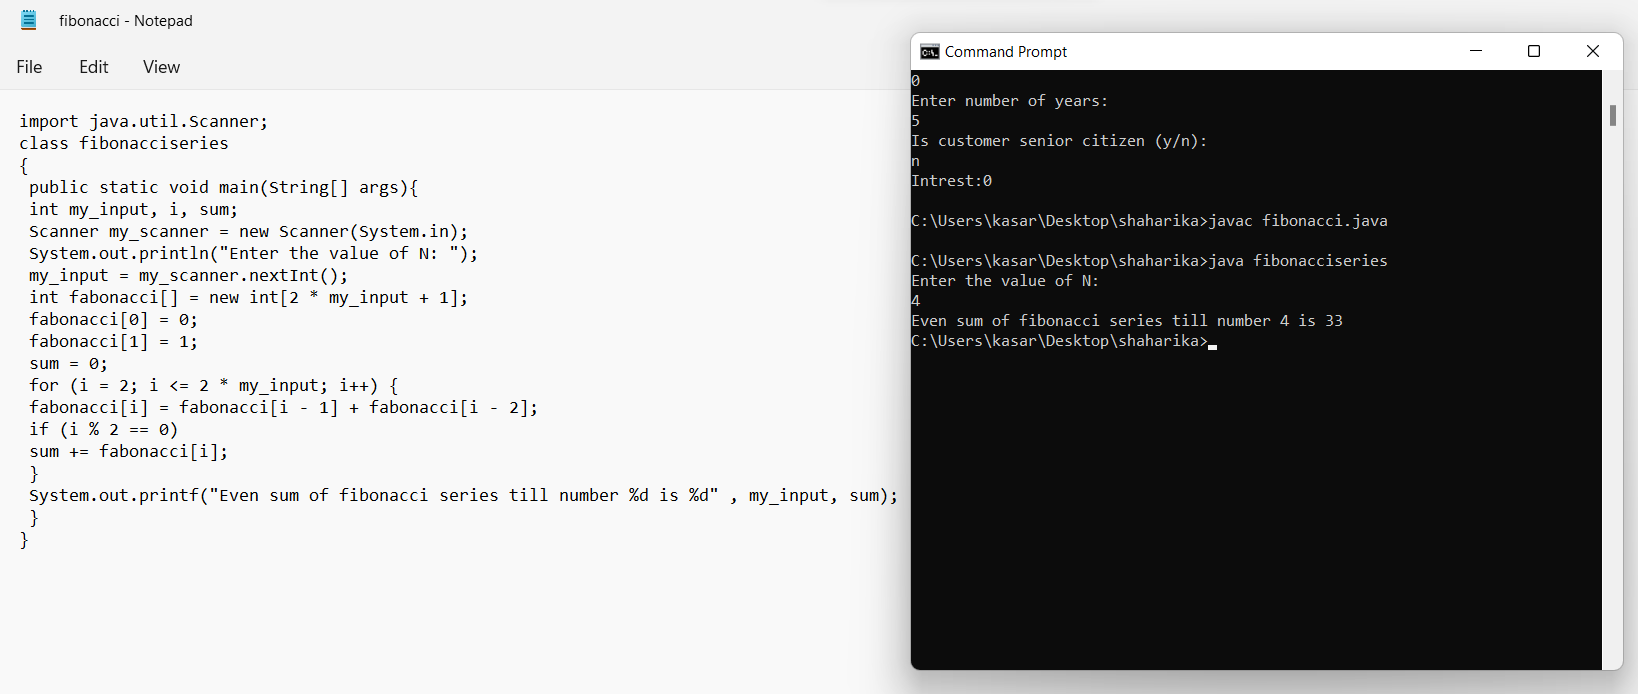 fibonacci - Notepad
File Edit View
import java.util.Scanner;
class fibonacciseries
{
public static void main(String[] args){
int my_input, i, sum;
Scanner my_scanner = new Scanner(System.in);
System.out.println("Enter the value of N: ");
my_input = my_scanner.nextInt();
int fabonacci[] = new int[2 * my_input + 1];
fabonacci[0] = 0;
fabonacci[1] = 1;
sum = 0;
for (i = 2; i <= 2 * my_input; i++) {
fabonacci[i] = fabonacci[i - 1] + fabonacci[i - 2];
if (i % 2 == 0)
sum += fabonacci[i];
}
System.out.printf("Even sum of fibonacci series till number %d is %d" , my_input, sum);
}
}
C:\.
Command Prompt
0
Enter number of years:
5
Is customer senior citizen (y/n):
n
Intrest:0
C:\Users\kasar\Desktop\shaharika>javac fibonacci.java
C:\Users\kasar\Desktop\shaharika>java fibonacciseries
Enter the value of N:
4
Even sum of fibonacci series till number 4 is 33
C:\Users\kasar\Desktop\shaharika>